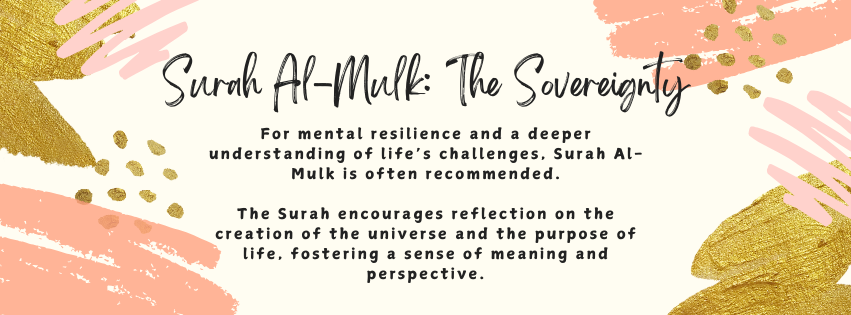 Surah Al-Mulk: The Sovereignty
For mental resilience and a deeper
understanding of life's challenges, Surah Al-
Mulk is often recommended.
The Surah encourages reflection on the
creation of the universe and the purpose of
life, fostering a sense of meaning and
perspective.